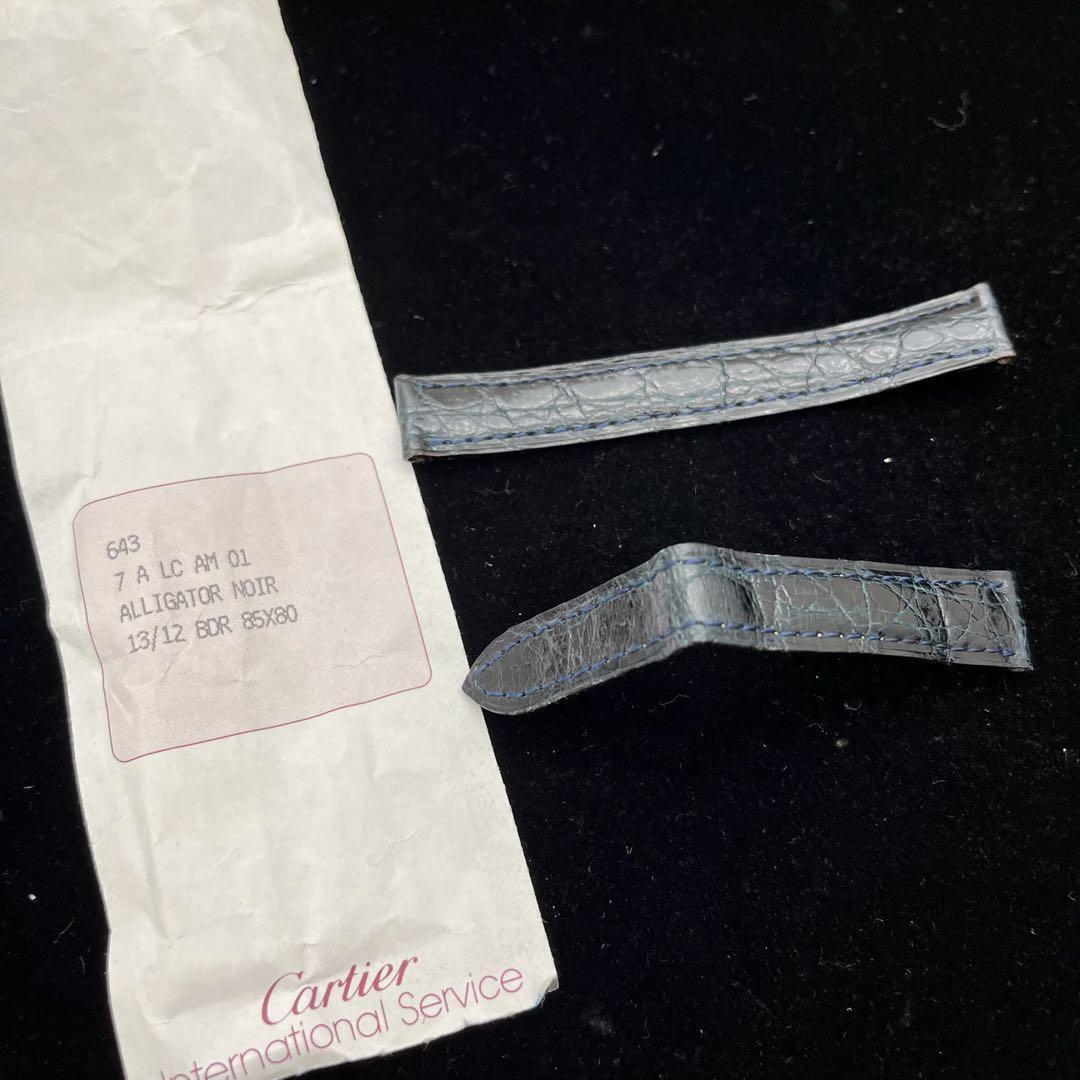 643
7 A LC AM 01
ALLIGATOR NOIR
13/12 BDR 85X80
Cartier
International Service